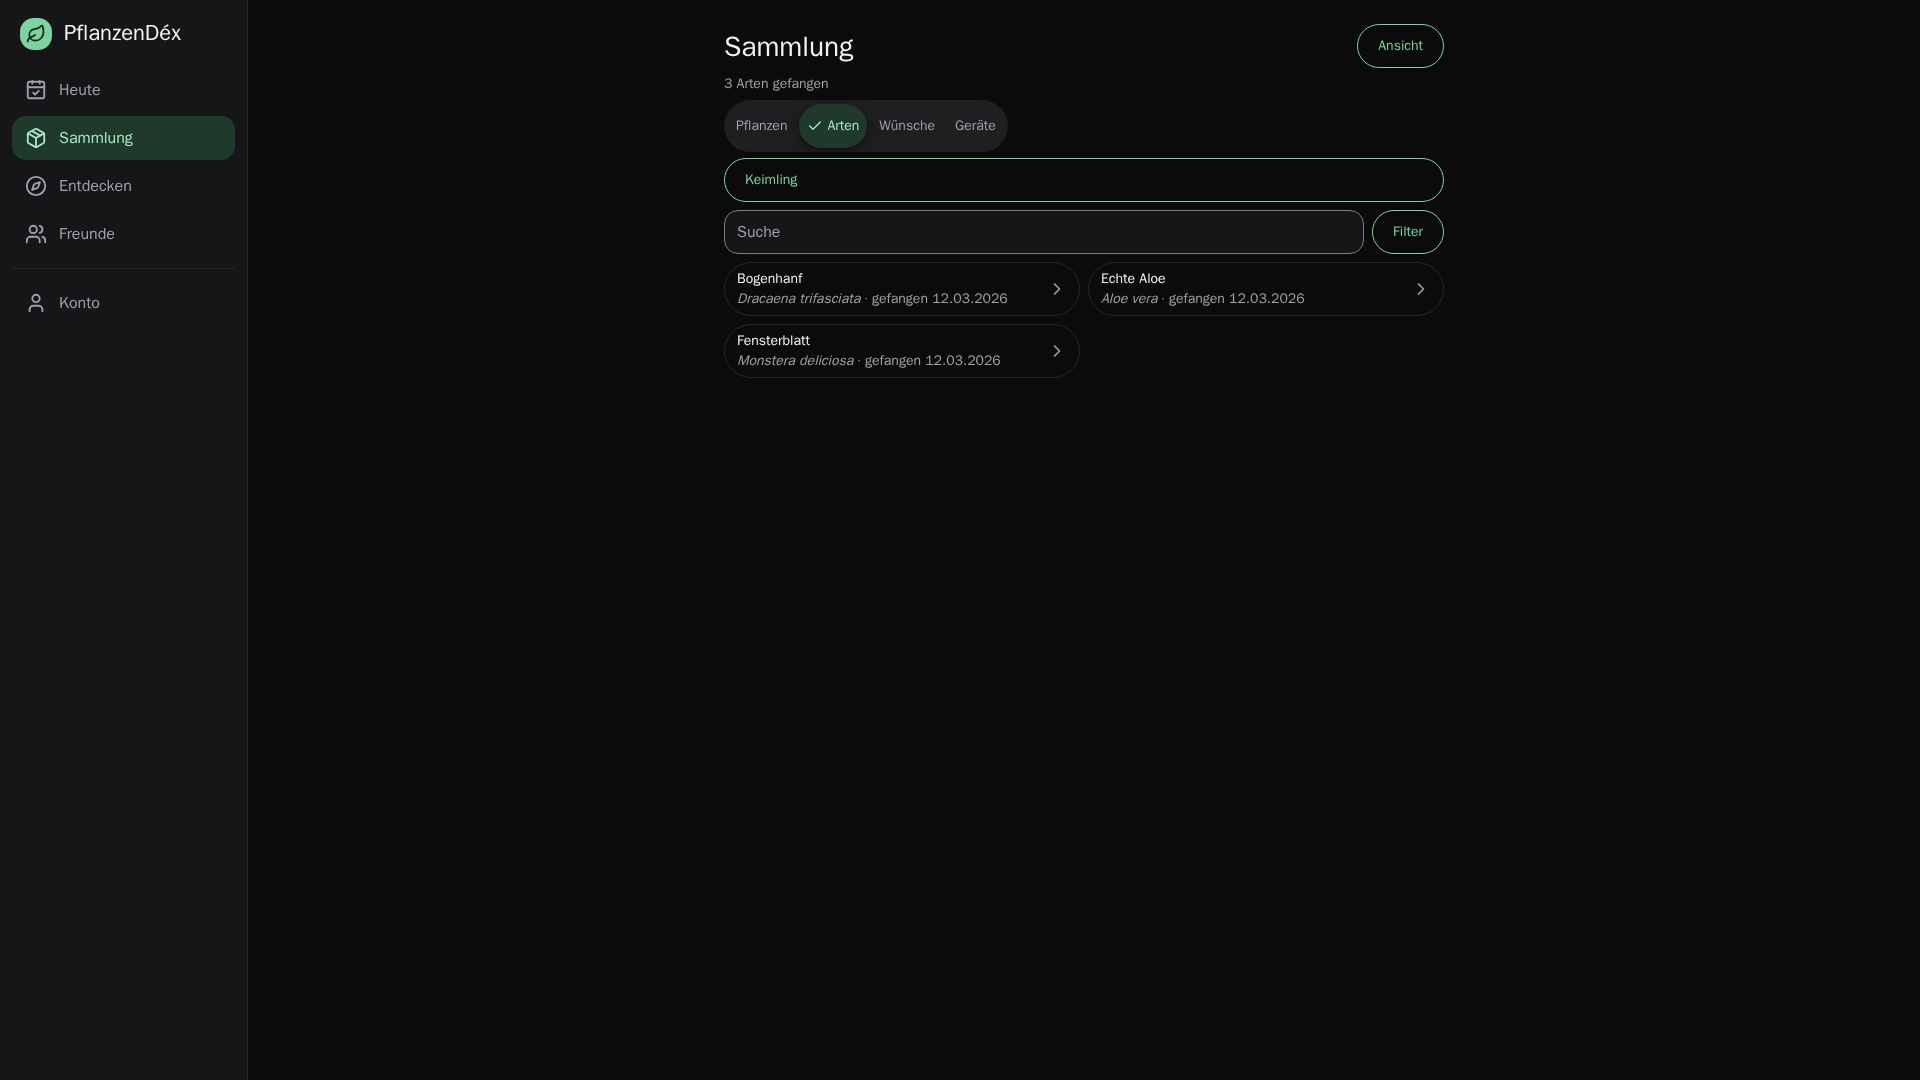 PflanzenDéx
Heute
Sammlung
Entdecken
Freunde
Konto
Sammlung
Ansicht
3 Arten gefangen
Pflanzen
Arten
Wünsche
Geräte
Keimling
Suche
Filter
Bogenhanf
Dracaena trifasciata · gefangen 12.03.2026
Echte Aloe
Aloe vera · gefangen 12.03.2026
Fensterblatt
Monstera deliciosa · gefangen 12.03.2026